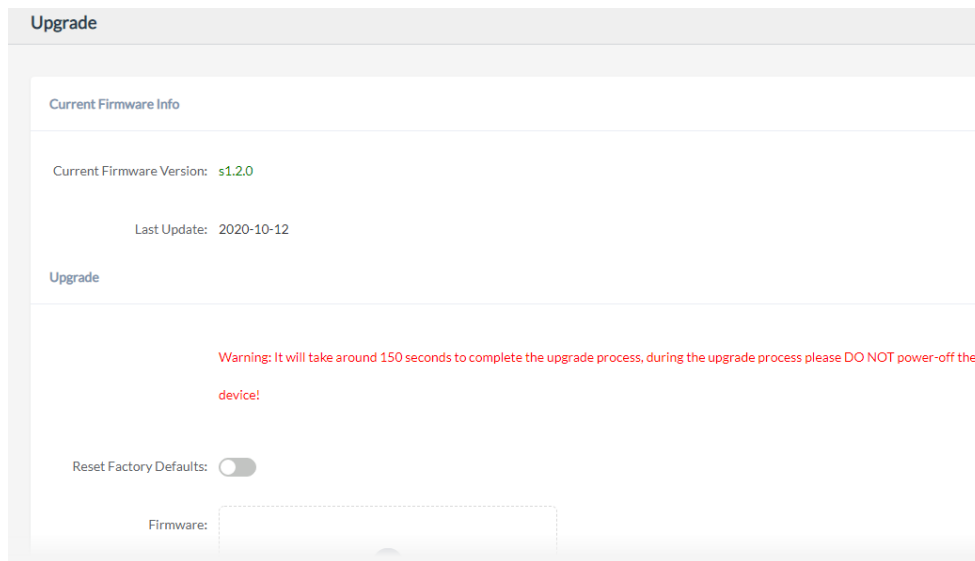 Upgrade
Current Firmware Info
Current Firmware Version: s1.2.0
Last Update: 2020-10-12
Upgrade
Warning: It will take around 150 seconds to complete the upgrade process, during the upgrade process please DO NOT power-off the
device!
Reset Factory Defaults:
Firmware: